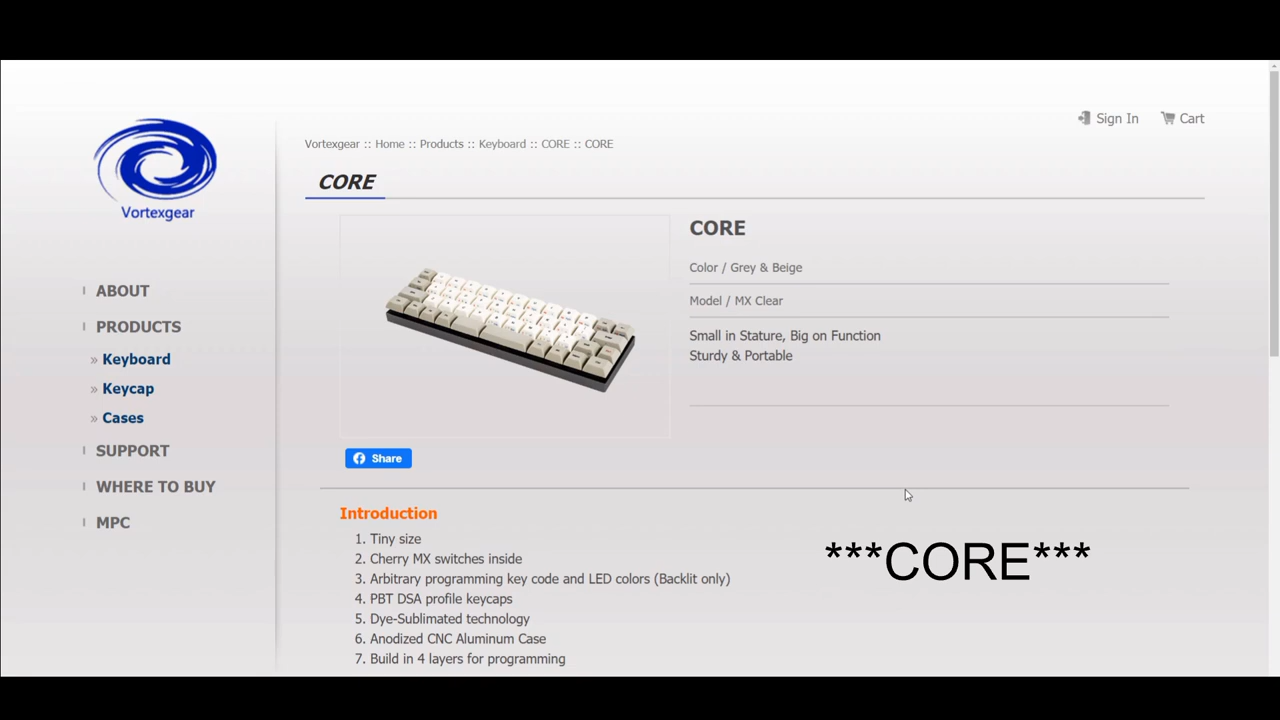 Sign In Cart
Vortexgear
Vortexgear :: Home :: Products :: Keyboard :: CORE :: CORE
CORE
CORE
Color / Grey & Beige
Model / MX Clear
Small in Stature, Big on Function
Sturdy & Portable
ABOUT
PRODUCTS
» Keyboard
» Keycap
» Cases
SUPPORT
WHERE TO BUY
MPC
Share
Introduction
1. Tiny size
2. Cherry MX switches inside
3. Arbitrary programming key code and LED colors (Backlit only)
4. PBT DSA profile keycaps
5. Dye-Sublimated technology
6. Anodized CNC Aluminum Case
7. Build in 4 layers for programming
***CORE***